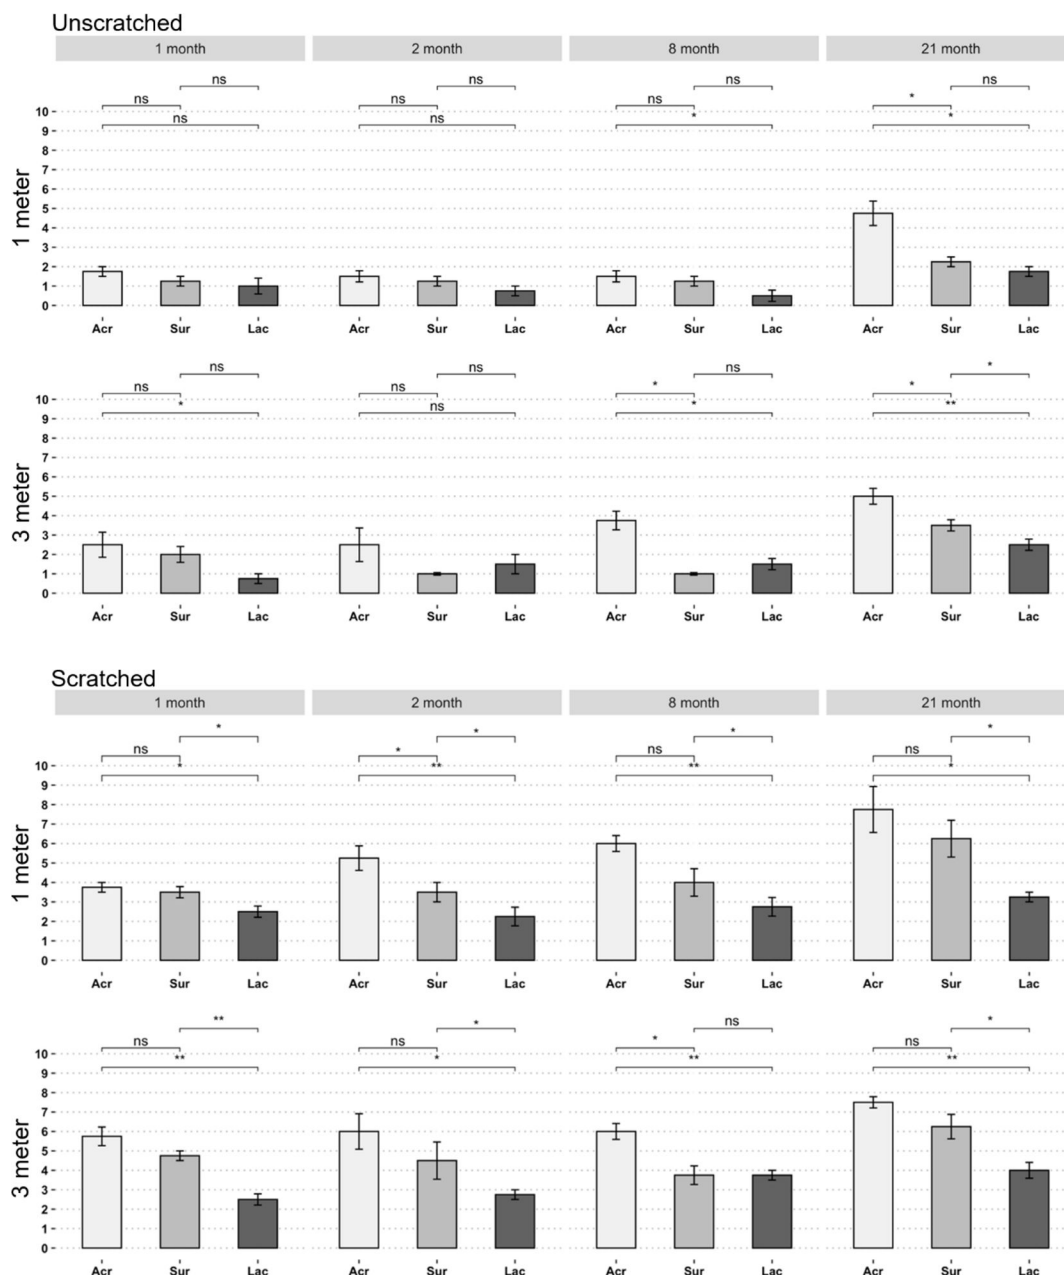 Unscratched
1 month 2 month 8 month 21 month
ns ns ns ns
ns ns ns *
ns ns * *
1 meter
10
9
8
7
6
5
4
3
2
1
0
Acr Sur Lac Acr Sur Lac Acr Sur Lac Acr Sur Lac
ns ns ns *
ns ns * *
* ns * **
3 meter
10
9
8
7
6
5
4
3
2
1
0
Acr Sur Lac Acr Sur Lac Acr Sur Lac Acr Sur Lac
Scratched
1 month 2 month 8 month 21 month
* * * *
ns * ns ns
* ** ** *
1 meter
10
9
8
7
6
5
4
3
2
1
0
Acr Sur Lac Acr Sur Lac Acr Sur Lac Acr Sur Lac
** * ns *
ns ns * ns
** * ** **
3 meter
10
9
8
7
6
5
4
3
2
1
0
Acr Sur Lac Acr Sur Lac Acr Sur Lac Acr Sur Lac